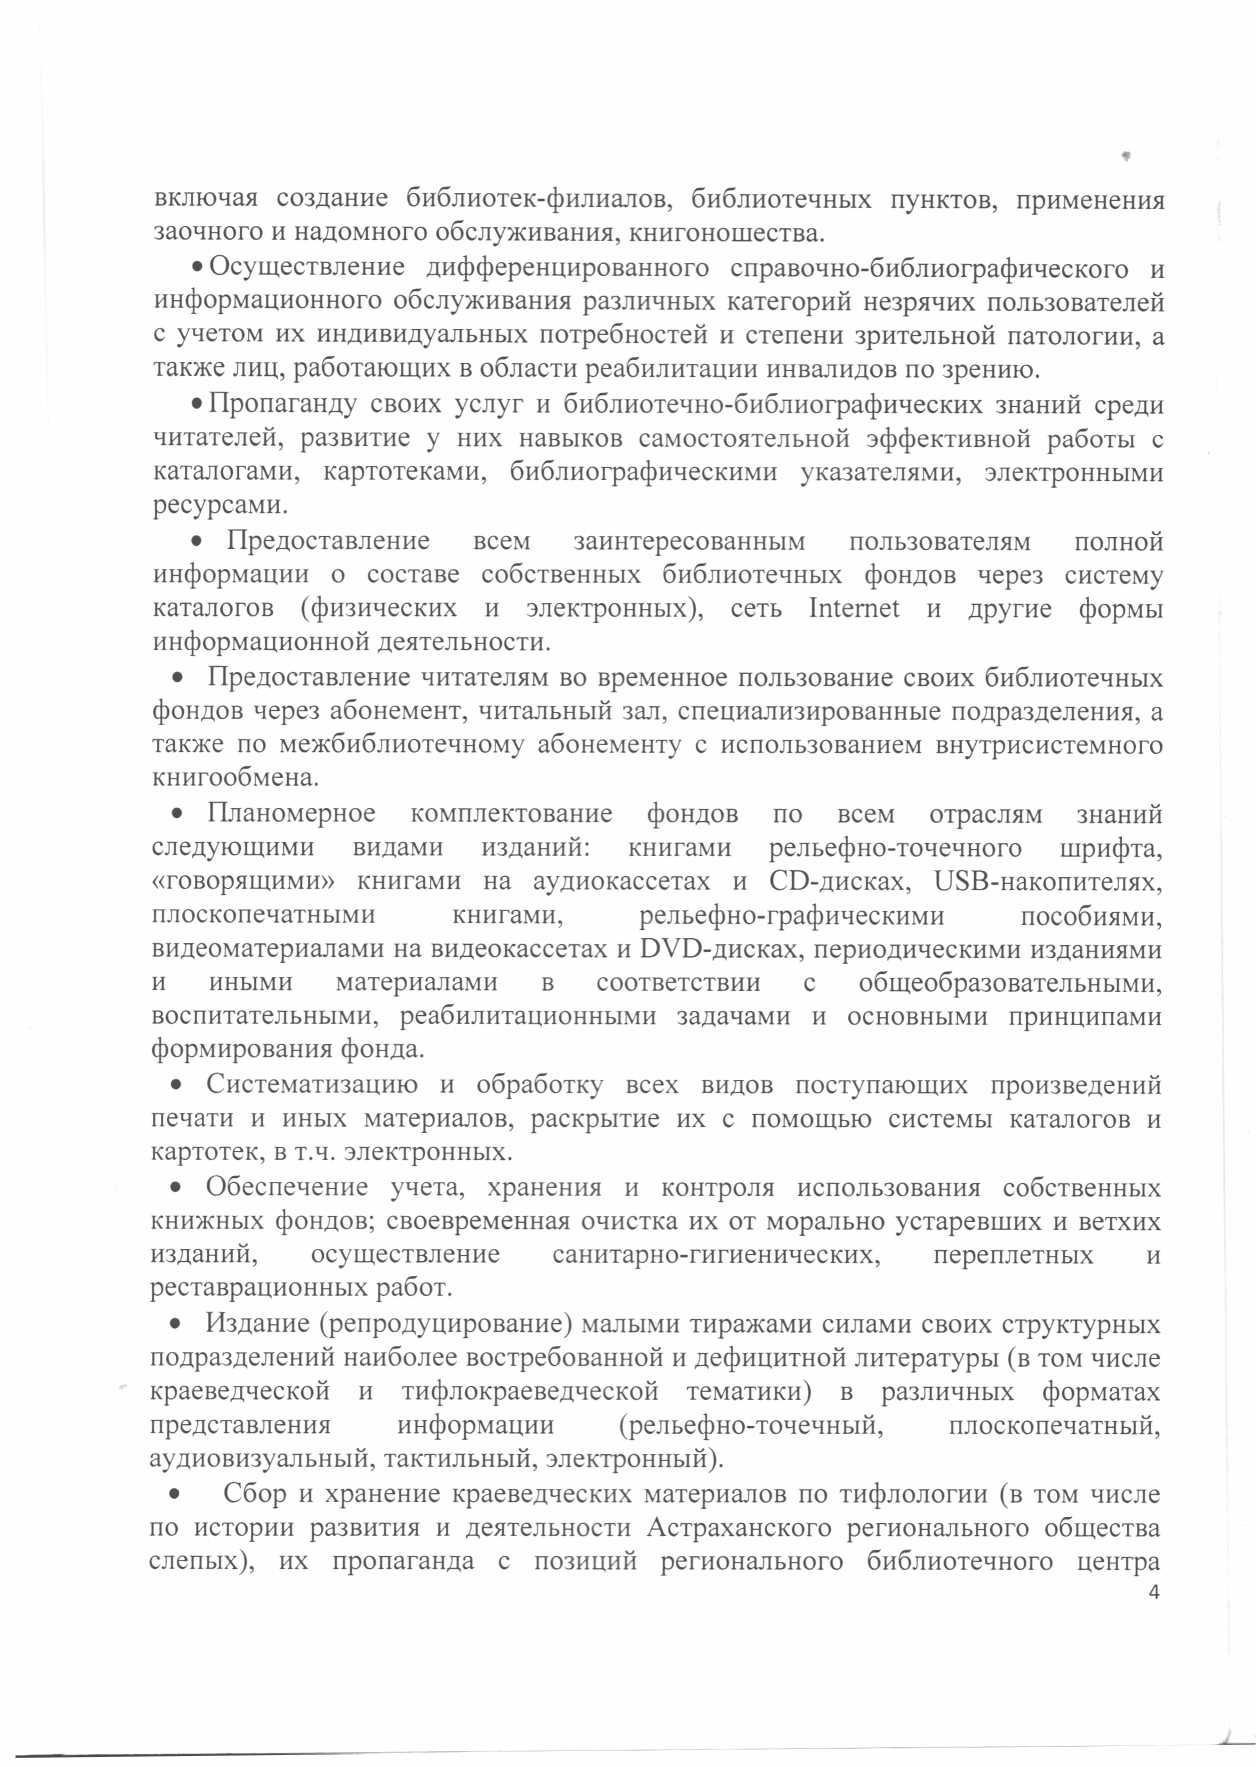 включая создание библиотек-филиалов, библиотечных пунктов, применения
заочного и надомного обслуживания, книгоношества.
• Осуществление дифференцированного справочно-библиографического и
информационного обслуживания различных категорий незрячих пользователей
с учетом их индивидуальных потребностей и степени зрительной патологии, а
также лиц, работающих в области реабилитации инвалидов по зрению.
• Пропаганду своих услуг и библиотечно-библиографических знаний среди
читателей, развитие у них навыков самостоятельной эффективной работы с
каталогами, картотеками, библиографическими указателями, электронными
ресурсами.
• Предоставление всем заинтересованным пользователям полной
информации о составе собственных библиотечных фондов через систему
каталогов (физических и электронных), сеть Internet и другие формы
информационной деятельности.
• Предоставление читателям во временное пользование своих библиотечных
фондов через абонемент, читальный зал, специализированные подразделения, а
также по межбиблиотечному абонементу с использованием внутрисистемного
книгообмена.
• Планомерное комплектование фондов по всем отраслям знаний
следующими видами изданий: книгами рельефно-точечного шрифта,
«говорящими» книгами на аудиокассетах и CD-дисках, USB-накопителях,
плоскопечатными книгами, рельефно-графическими пособиями,
видеоматериалами на видеокассетах и DVD-дисках, периодическими изданиями
и иными материалами в соответствии с общеобразовательными,
воспитательными, реабилитационными задачами и основными принципами
формирования фонда.
• Систематизацию и обработку всех видов поступающих произведений
печати и иных материалов, раскрытие их с помощью системы каталогов и
картотек, в т.ч. электронных.
• Обеспечение учета, хранения и контроля использования собственных
книжных фондов; своевременная очистка их от морально устаревших и ветхих
изданий, осуществление санитарно-гигиенических, переплетных и
реставрационных работ.
• Издание (репродуцирование) малыми тиражами силами своих структурных
подразделений наиболее востребованной и дефицитной литературы (в том числе
краеведческой и тифлокраеведческой тематики) в различных форматах
представления информации (рельефно-точечный, плоскопечатный,
аудиовизуальный, тактильный, электронный).
• Сбор и хранение краеведческих материалов по тифлологии (в том числе
по истории развития и деятельности Астраханского регионального общества
слепых), их пропаганда с позиций регионального библиотечного центра
4